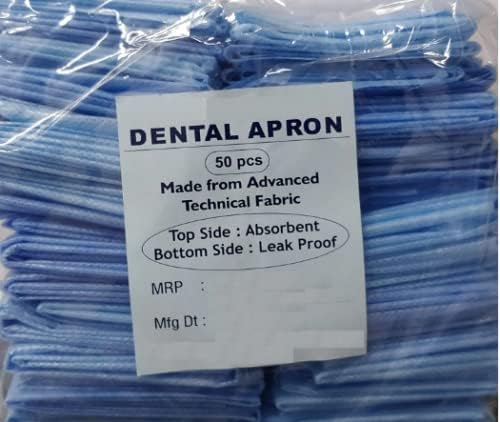 DENTAL APRON
50 pcs
Made from Advanced
Technical Fabric
Top Side : Absorbent
Bottom Side : Leak Proof
MRP :
Mfg Dt :